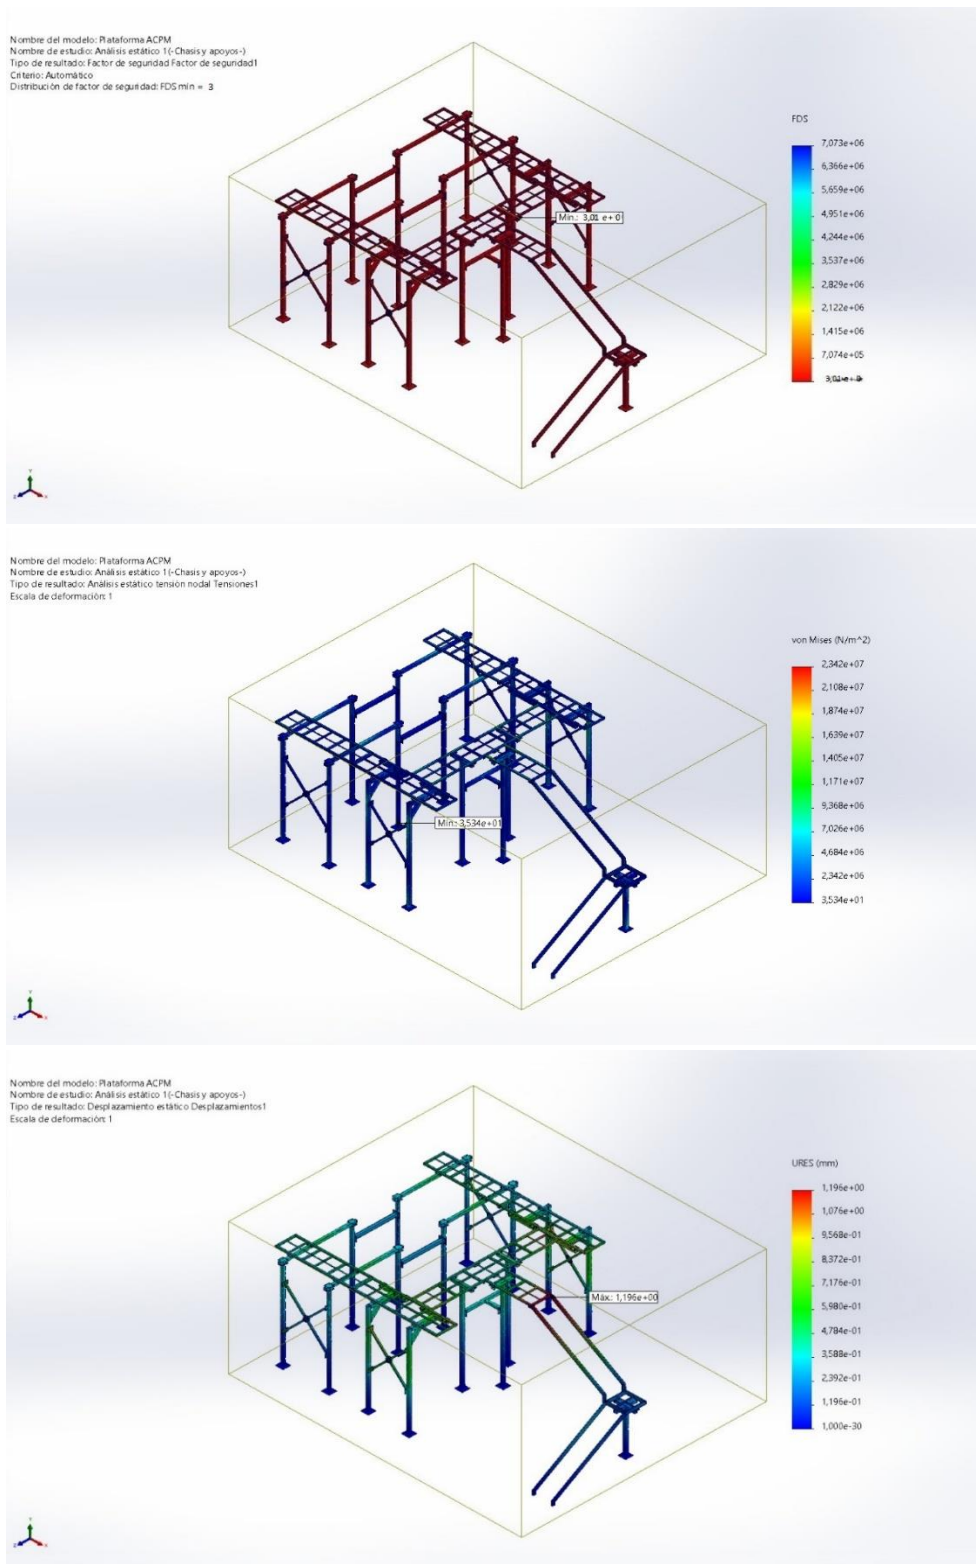 Nombre del modelo: Plataforma ACPM
Nombre de estudio: Análisis estático 1(-Chasis y apoyos-)
Tipo de resultado: Factor de seguridad Factor de seguridad1
Criterio: Automático
Distribución de factor de seguridad: FDS min = 3
FDS
7,073e+06
6,366e+06
5,659e+06
4,951e+06
4,244e+06
3,537e+06
2,829e+06
2,122e+06
1,415e+06
7,074e+05
3,01 e+ 0
Mín.: 3,01 e+ 0
Nombre del modelo: Plataforma ACPM
Nombre de estudio: Análisis estático 1(-Chasis y apoyos-)
Tipo de resultado: Análisis estático tensión nodal Tensiones1
Escala de deformación: 1
von Mises (N/m^2)
2,342e+07
2,108e+07
1,874e+07
1,639e+07
1,405e+07
1,171e+07
9,368e+06
7,026e+06
4,684e+06
2,342e+06
3,534e+01
Mín.: 3,534e+01
Nombre del modelo: Plataforma ACPM
Nombre de estudio: Análisis estático 1(-Chasis y apoyos-)
Tipo de resultado: Desplazamiento estático Desplazamientos1
Escala de deformación: 1
URES (mm)
1,196e+00
1,076e+00
9,568e-01
8,372e-01
7,176e-01
5,980e-01
4,784e-01
3,588e-01
2,392e-01
1,196e-01
1,000e-30
Máx.: 1,196e+00